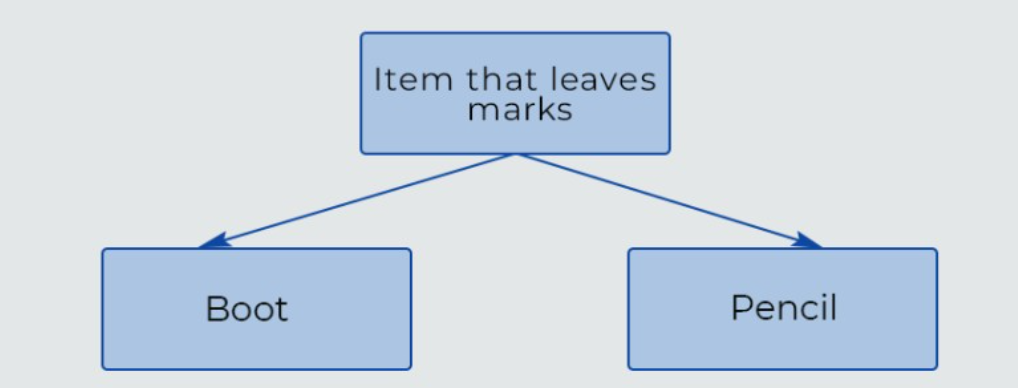 Item that leaves
marks
Boot
Pencil